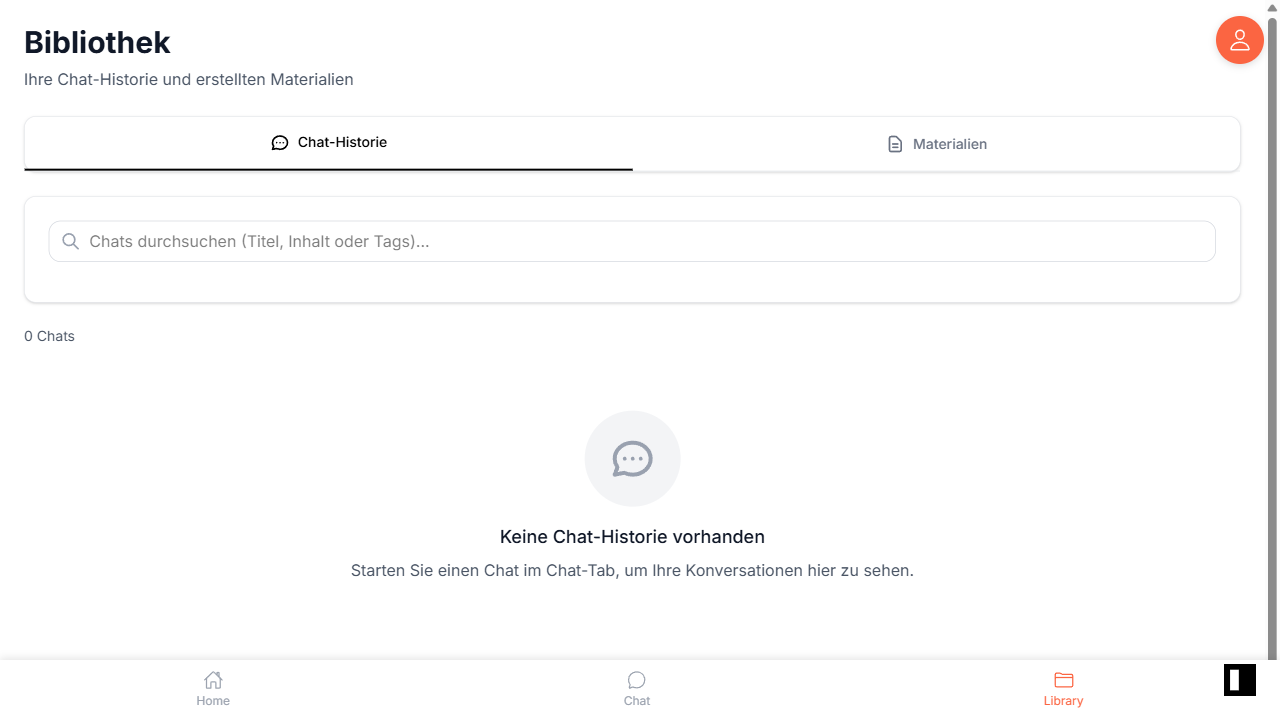 Bibliothek
Ihre Chat-Historie und erstellten Materialien
Chat-Historie
Materialien
Chats durchsuchen (Titel, Inhalt oder Tags)...
0 Chats
Keine Chat-Historie vorhanden
Starten Sie einen Chat im Chat-Tab, um Ihre Konversationen hier zu sehen.
Home
Chat
Library